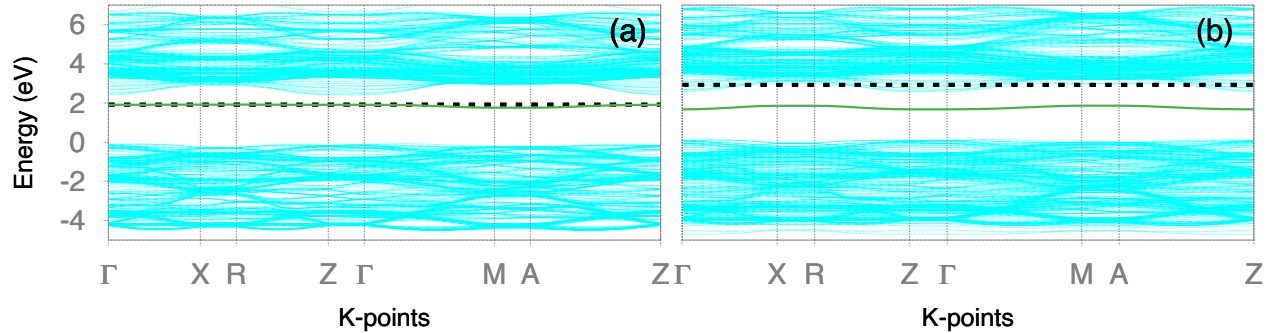 (a) (b)
6
4
2
0
-2
-4
Energy (eV)
Γ X R Z Γ M A Z Γ X R Z Γ M A Z
K-points K-points